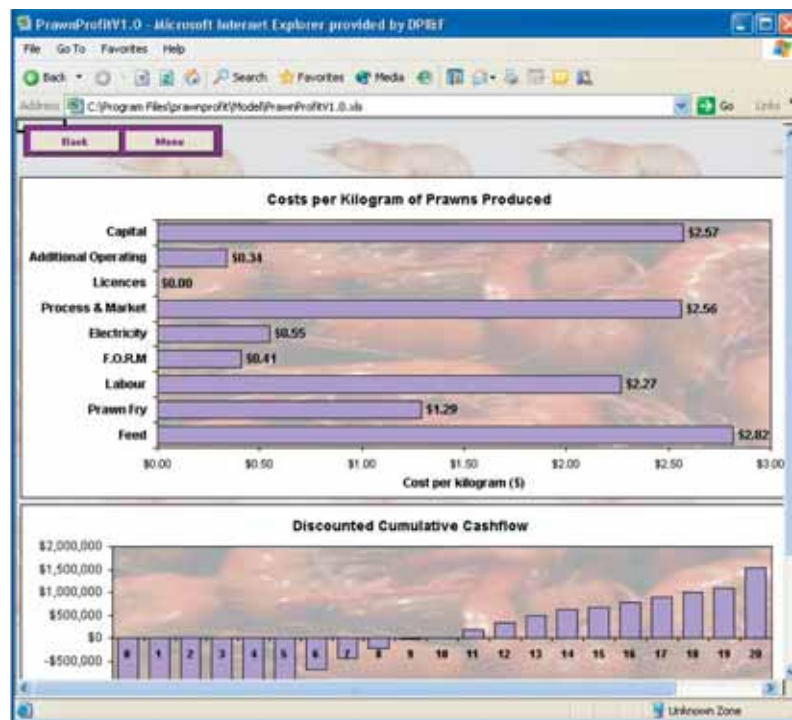 PrawnProfitV1.0 - Microsoft Internet Explorer provided by DPI&F
File Go To Favorites Help
Back Search Favorites Media
Address C:\Program Files\prawnprofit\Model\PrawnProfitV1.0.xls Go Links
Back Menu
Costs per Kilogram of Prawns Produced
Capital $2.57
Additional Operating $0.34
Licences $0.00
Process & Market $2.56
Electricity $0.55
F.O.R.M $0.41
Labour $2.27
Prawn Fry $1.29
Feed $2.82
$0.00 $0.50 $1.00 $1.50 $2.00 $2.50 $3.00
Cost per kilogram ($)
Discounted Cumulative Cashflow
$2,000,000
$1,500,000
$1,000,000
$500,000
$0
0 1 2 3 4 5 6 7 8 9 10 11 12 13 14 15 16 17 18 19 20
-$500,000
Unknown Zone